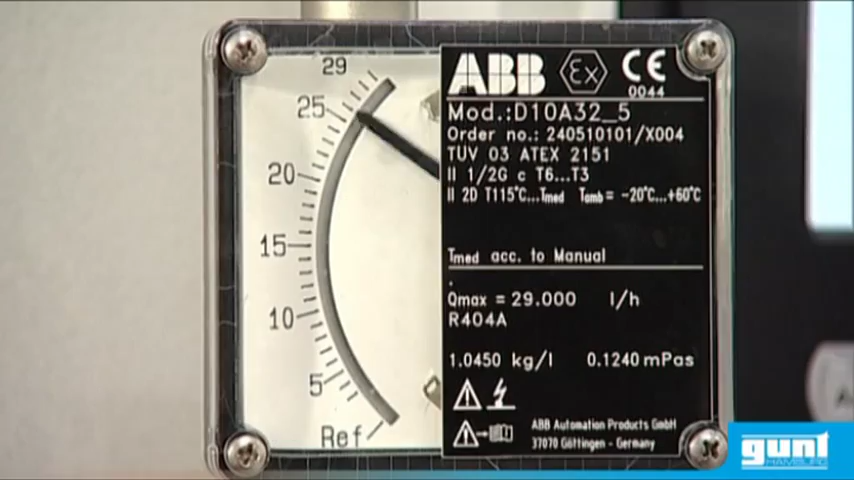 29
25
20
15
10
5
Ref
ABB Ex CE
0044
Mod.:D10A32_5
Order no.: 240510101/X004
TUV 03 ATEX 2151
II 1/2G c T6...T3
II 2D T115°C...Tmed Tamb= -20°C...+60°C
Tmed acc. to Manual
Qmax = 29.000 l/h
R404A
1.0450 kg/l 0.1240 mPas
ABB Automation Products GmbH
37070 Göttingen - Germany
gunt
HAMBURG